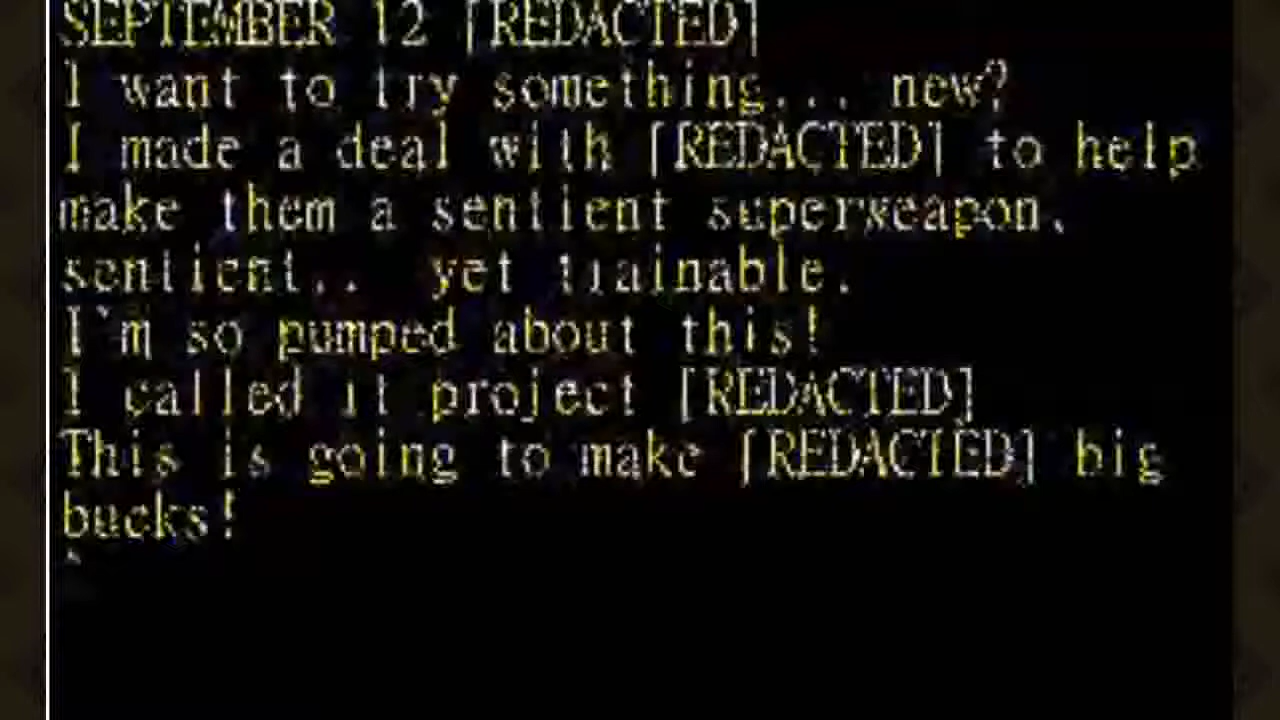 SEPTEMBER 12 [REDACTED]
I want to try something... new?
I made a deal with [REDACTED] to help
make them a sentient superweapon.
sentient.. yet trainable.
I'm so pumped about this!
I called it project [REDACTED]
This is going to make [REDACTED] big
bucks!